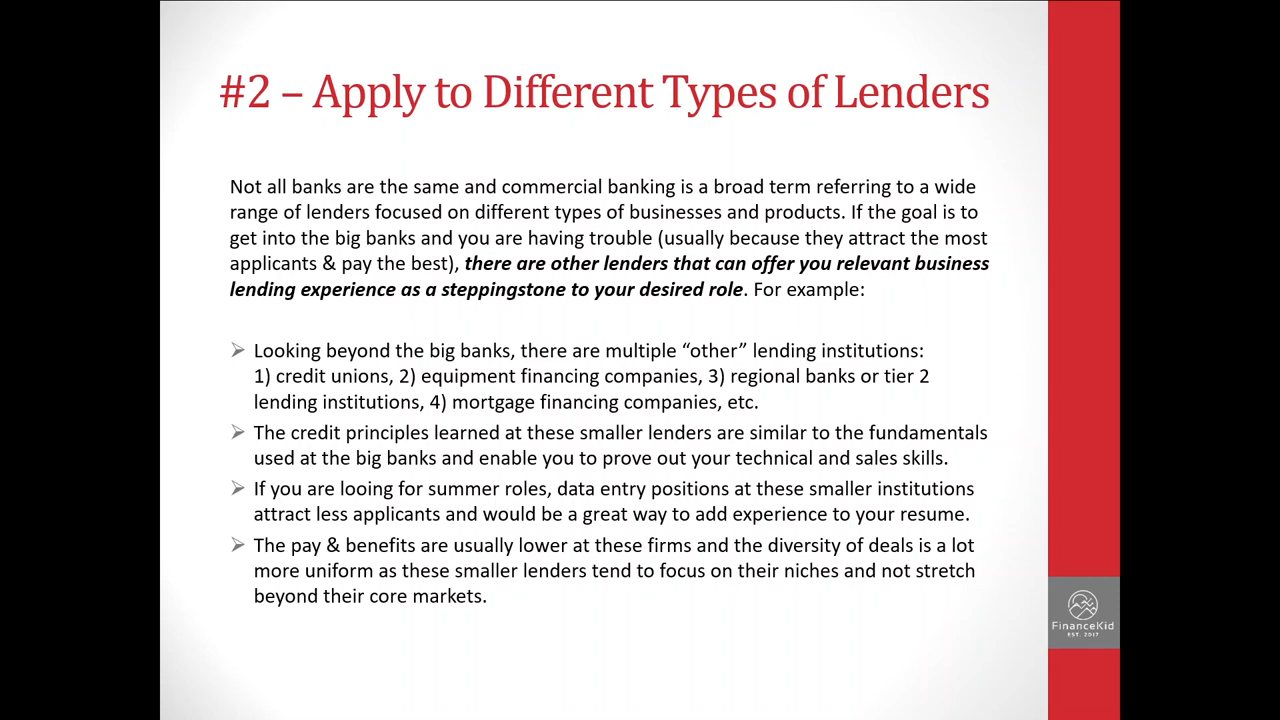 #2 – Apply to Different Types of Lenders
Not all banks are the same and commercial banking is a broad term referring to a wide
range of lenders focused on different types of businesses and products. If the goal is to
get into the big banks and you are having trouble (usually because they attract the most
applicants & pay the best), there are other lenders that can offer you relevant business
lending experience as a steppingstone to your desired role. For example:
➢ Looking beyond the big banks, there are multiple “other” lending institutions:
1) credit unions, 2) equipment financing companies, 3) regional banks or tier 2
lending institutions, 4) mortgage financing companies, etc.
➢ The credit principles learned at these smaller lenders are similar to the fundamentals
used at the big banks and enable you to prove out your technical and sales skills.
➢ If you are looing for summer roles, data entry positions at these smaller institutions
attract less applicants and would be a great way to add experience to your resume.
➢ The pay & benefits are usually lower at these firms and the diversity of deals is a lot
more uniform as these smaller lenders tend to focus on their niches and not stretch
beyond their core markets.
FinanceKid
EST. 2017